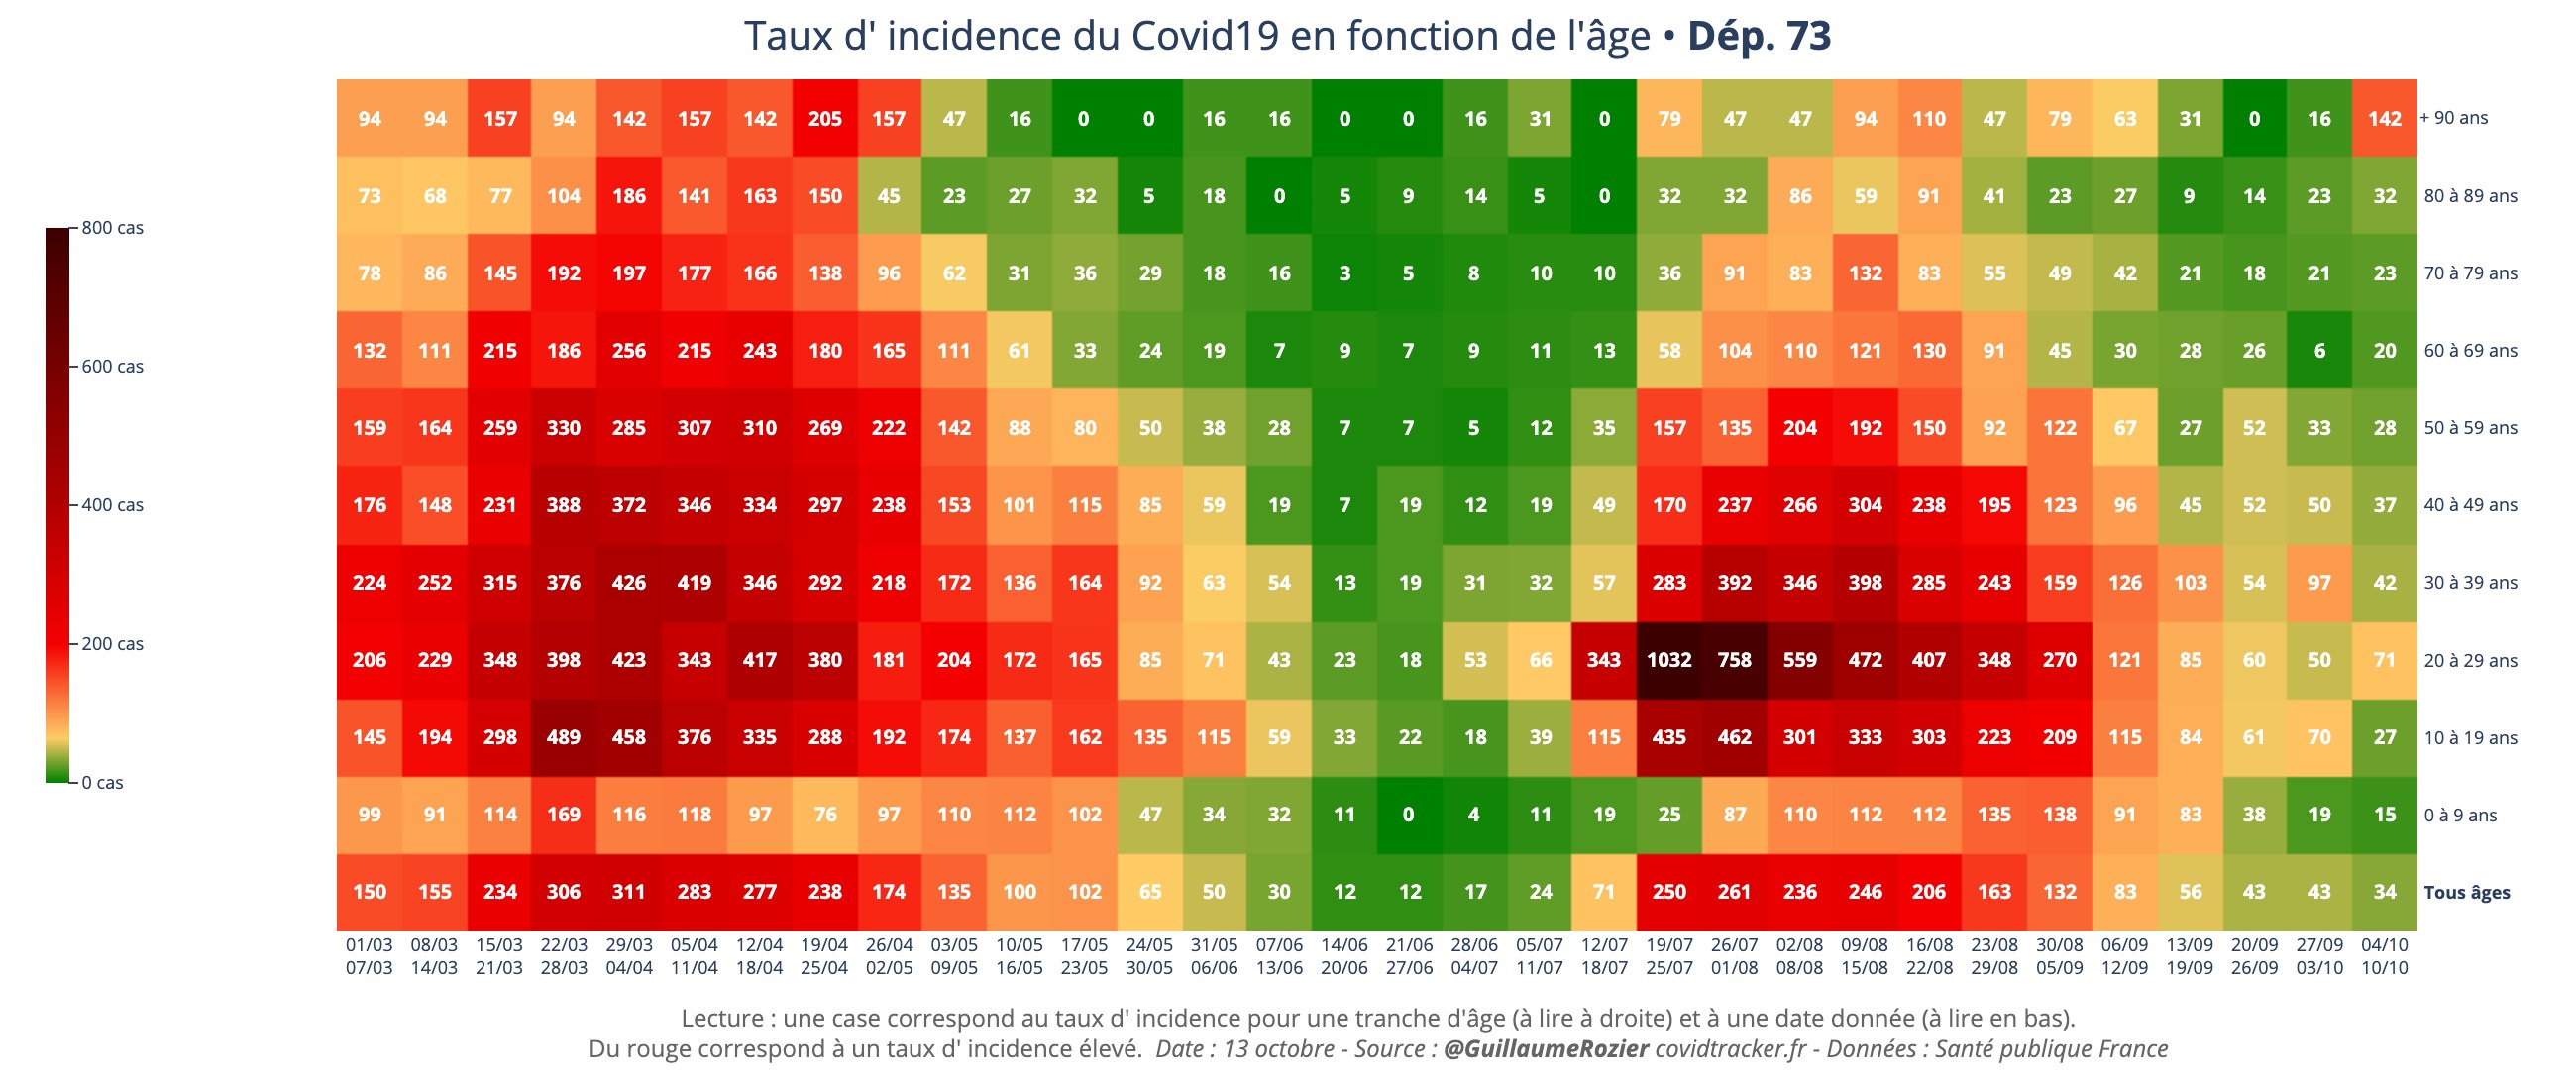 Taux d' incidence du Covid19 en fonction de l'âge • Dép. 73
94 94 157 94 142 157 142 205 157 47 16 0 0 16 16 0 0 16 31 0 79 47 47 94 110 47 79 63 31 0 16 142 + 90 ans
73 68 77 104 186 141 163 150 45 23 27 32 5 18 0 5 9 14 5 0 32 32 86 59 91 41 23 27 9 14 23 32 80 à 89 ans
800 cas
78 86 145 192 197 177 166 138 96 62 31 36 29 18 16 3 5 8 10 10 36 91 83 132 83 55 49 42 21 18 21 23 70 à 79 ans
132 111 215 186 256 215 243 180 165 111 61 33 24 19 7 9 7 9 11 13 58 104 110 121 130 91 45 30 28 26 6 20 60 à 69 ans
600 cas
159 164 259 330 285 307 310 269 222 142 88 80 50 38 28 7 7 5 12 35 157 135 204 192 150 92 122 67 27 52 33 28 50 à 59 ans
400 cas
176 148 231 388 372 346 334 297 238 153 101 115 85 59 19 7 19 12 19 49 170 237 266 304 238 195 123 96 45 52 50 37 40 à 49 ans
224 252 315 376 426 419 346 292 218 172 136 164 92 63 54 13 19 31 32 57 283 392 346 398 285 243 159 126 103 54 97 42 30 à 39 ans
200 cas
206 229 348 398 423 343 417 380 181 204 172 165 85 71 43 23 18 53 66 343 1032 758 559 472 407 348 270 121 85 60 50 71 20 à 29 ans
145 194 298 489 458 376 335 288 192 174 137 162 135 115 59 33 22 18 39 115 435 462 301 333 303 223 209 115 84 61 70 27 10 à 19 ans
0 cas
99 91 114 169 116 118 97 76 97 110 112 102 47 34 32 11 0 4 11 19 25 87 110 112 112 135 138 91 83 38 19 15 0 à 9 ans
150 155 234 306 311 283 277 238 174 135 100 102 65 50 30 12 12 17 24 71 250 261 236 246 206 163 132 83 56 43 43 34 Tous âges
01/03 08/03 15/03 22/03 29/03 05/04 12/04 19/04 26/04 03/05 10/05 17/05 24/05 31/05 07/06 14/06 21/06 28/06 05/07 12/07 19/07 26/07 02/08 09/08 16/08 23/08 30/08 06/09 13/09 20/09 27/09 04/10
07/03 14/03 21/03 28/03 04/04 11/04 18/04 25/04 02/05 09/05 16/05 23/05 30/05 06/06 13/06 20/06 27/06 04/07 11/07 18/07 25/07 01/08 08/08 15/08 22/08 29/08 05/09 12/09 19/09 26/09 03/10 10/10
Lecture : une case correspond au taux d' incidence pour une tranche d'âge (à lire à droite) et à une date donnée (à lire en bas).
Du rouge correspond à un taux d' incidence élevé. Date : 13 octobre - Source : @GuillaumeRozier covidtracker.fr - Données : Santé publique France